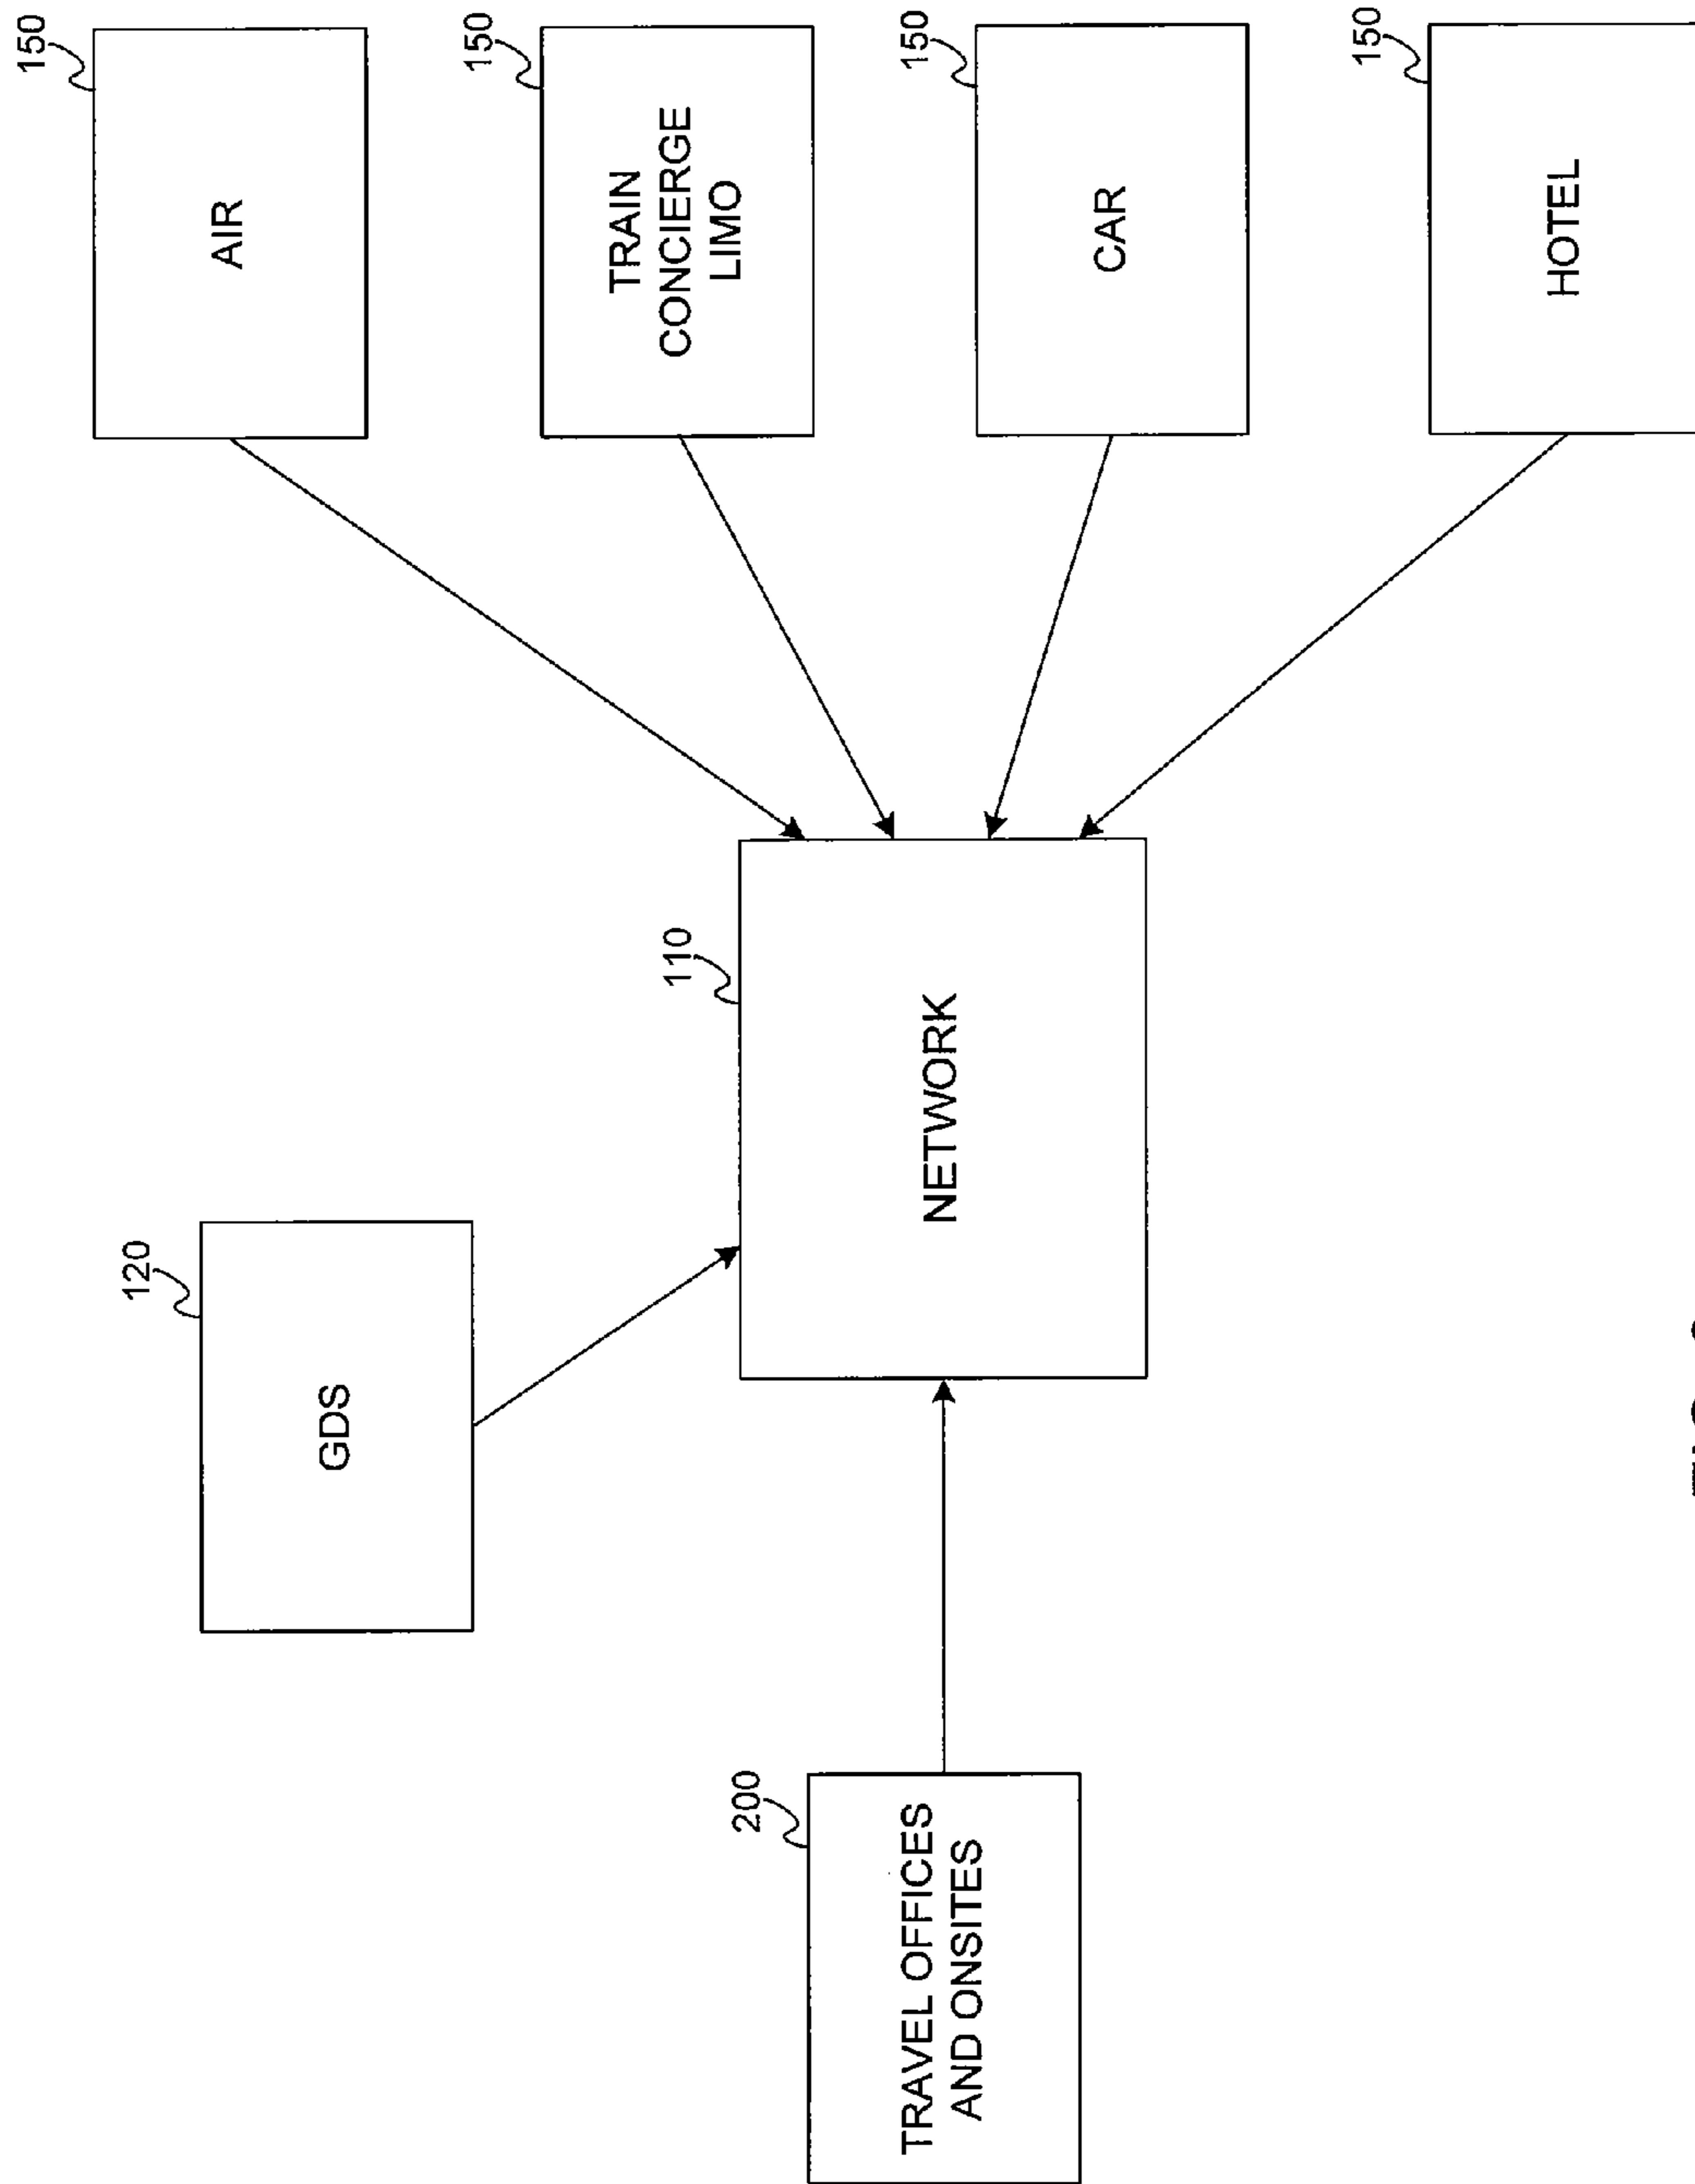 120
GDS
150
AIR
150
TRAIN
CONCIERGE
LIMO
110
NETWORK
200
TRAVEL OFFICES
AND ONSITES
150
CAR
150
HOTEL